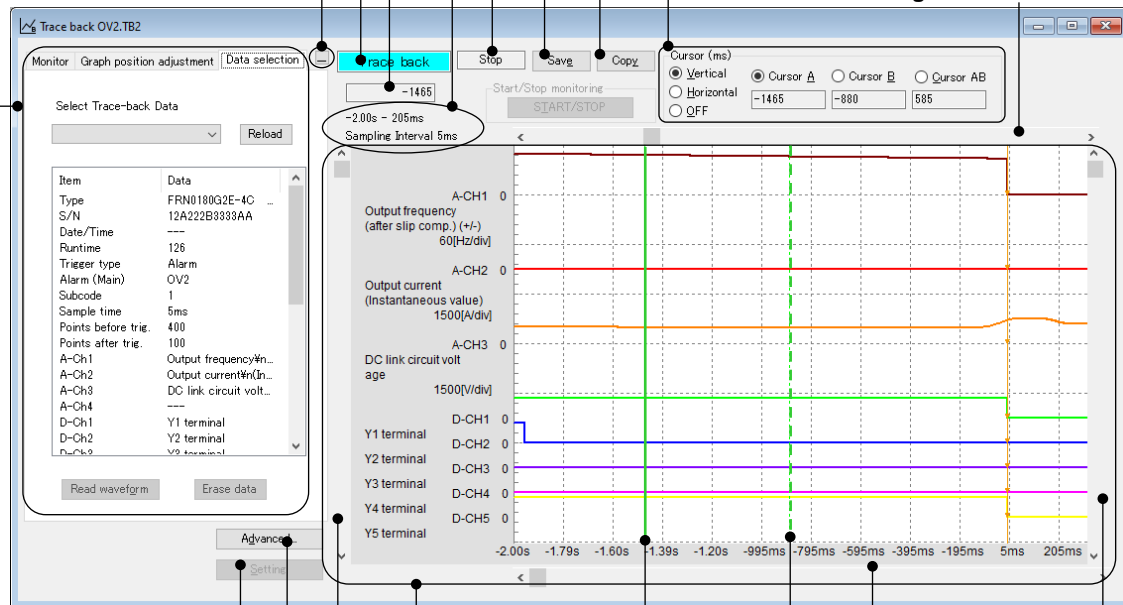 Trace back OV2.TB2
Monitor Graph position adjustment Data selection
Select Trace-back Data
Reload
Item Data
Type FRN0180G2E-4C ...
S/N 12A222B3333AA
Date/Time ---
Runtime 126
Trigger type Alarm
Alarm (Main) OV2
Subcode 1
Sample time 5ms
Points before trig. 400
Points after trig. 100
A-Ch1 Output frequency¥n...
A-Ch2 Output current¥n(In...
A-Ch3 DC link circuit volt...
A-Ch4 ---
D-Ch1 Y1 terminal
D-Ch2 Y2 terminal
D-Ch3 Y3 terminal
Read waveform Erase data
Advanced...
Setting
Trace back Stop Save Copy
-1465
Start/Stop monitoring
START/STOP
-2.00s - 205ms
Sampling Interval 5ms
Cursor (ms)
Vertical Cursor A Cursor B Cursor AB
Horizontal -1465 -880 585
OFF
A-CH1 0
Output frequency
(after slip comp.) (+/-)
60[Hz/div]
A-CH2 0
Output current
(Instantaneous value)
1500[A/div]
A-CH3 0
DC link circuit volt
age
1500[V/div]
D-CH1 0
Y1 terminal
D-CH2 0
Y2 terminal
D-CH3 0
Y3 terminal
D-CH4 0
Y4 terminal
D-CH5 0
Y5 terminal
-2.00s -1.79s -1.60s -1.39s -1.20s -995ms -795ms -595ms -395ms -195ms 5ms 205ms